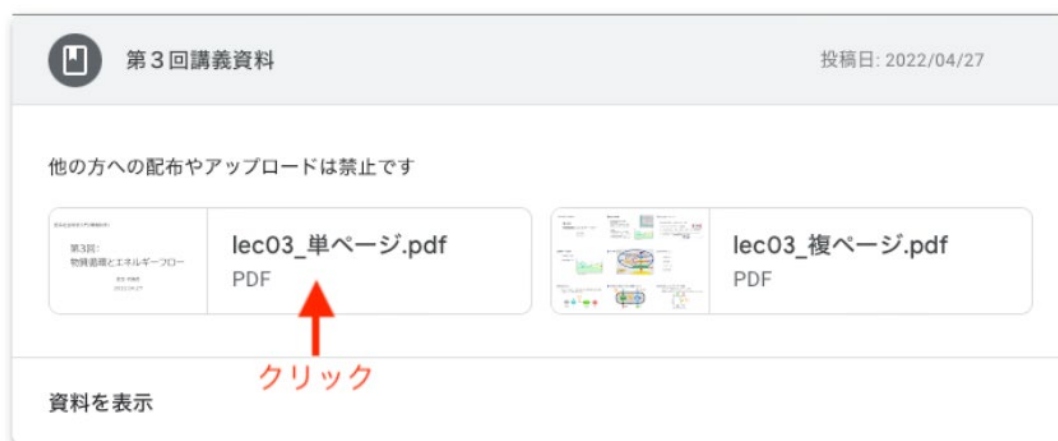 第3回講義資料
投稿日: 2022/04/27
他の方への配布やアップロードは禁止です
第3回:
物質循環とエネルギーフロー
2022.04.27
lec03_単ページ.pdf
PDF
lec03_複ページ.pdf
PDF
クリック
資料を表示